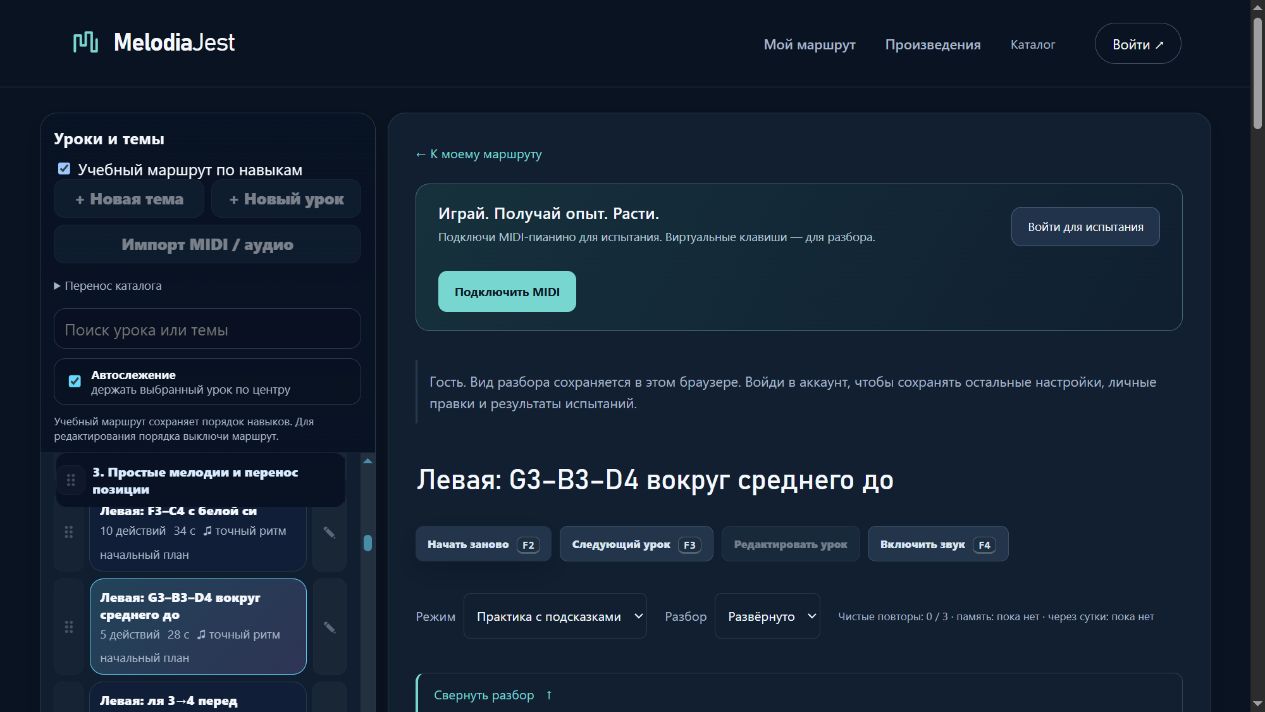 MelodiaJest
Мой маршрут
Произведения
Каталог
Войти ↗
Уроки и темы
Учебный маршрут по навыкам
+ Новая тема
+ Новый урок
Импорт MIDI / аудио
▶ Перенос каталога
Поиск урока или темы
Автослежение
держать выбранный урок по центру
Учебный маршрут сохраняет порядок навыков. Для
редактирования порядка выключи маршрут.
3. Простые мелодии и перенос
позиции
Левая: F3–C4 с белой си
10 действий 34 с ♫ точный ритм
начальный план
Левая: G3–B3–D4 вокруг
среднего до
5 действий 28 с ♫ точный ритм
начальный план
Левая: ля 3→4 перед
← К моему маршруту
Играй. Получай опыт. Расти.
Подключи MIDI-пианино для испытания. Виртуальные клавиши — для разбора.
Войти для испытания
Подключить MIDI
Гость. Вид разбора сохраняется в этом браузере. Войди в аккаунт, чтобы сохранять остальные настройки, личные
правки и результаты испытаний.
Левая: G3–B3–D4 вокруг среднего до
Начать заново F2
Следующий урок F3
Редактировать урок
Включить звук F4
Режим Практика с подсказками
Разбор Развёрнуто
Чистые повторы: 0 / 3 · память: пока нет · через сутки: пока нет
Свернуть разбор ↑